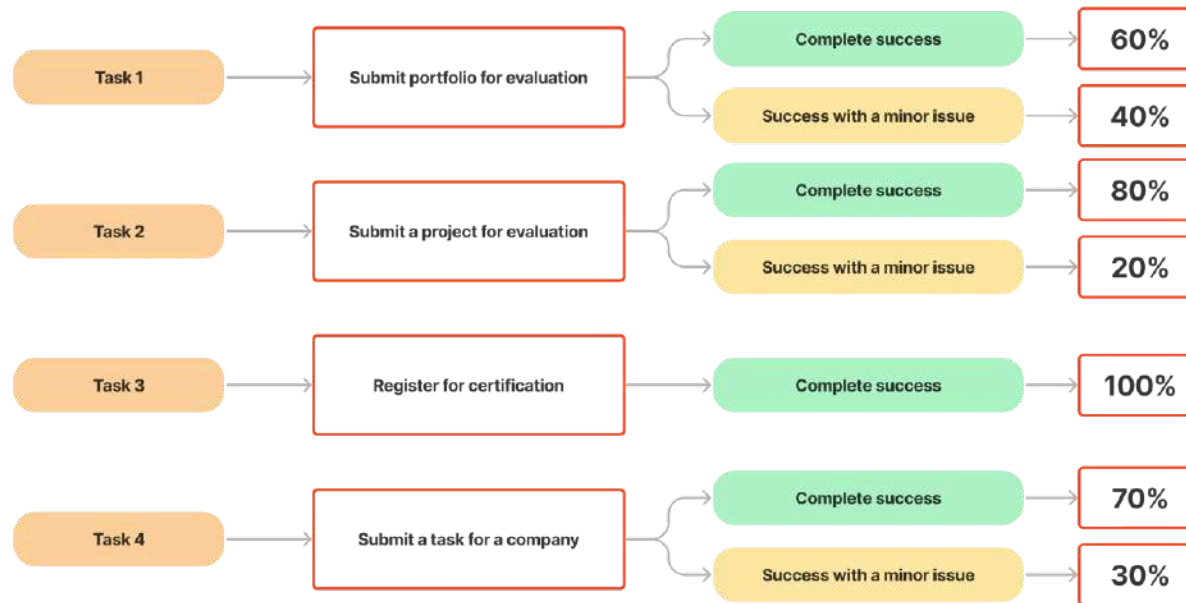 Task 1
Submit portfolio for evaluation
Complete success
60%
Success with a minor issue
40%
Task 2
Submit a project for evaluation
Complete success
80%
Success with a minor issue
20%
Task 3
Register for certification
Complete success
100%
Task 4
Submit a task for a company
Complete success
70%
Success with a minor issue
30%